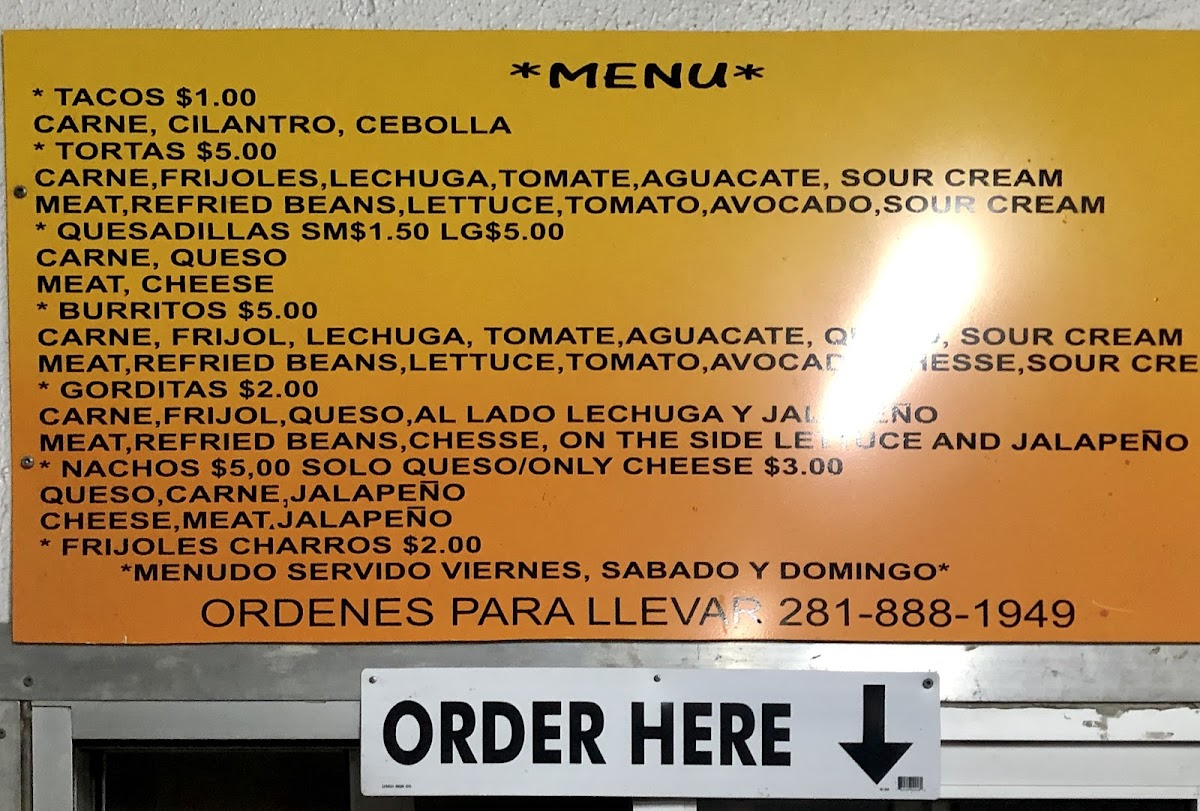 *MENU*
* TACOS $1.00
CARNE, CILANTRO, CEBOLLA
* TORTAS $5.00
CARNE,FRIJOLES,LECHUGA,TOMATE,AGUACATE, SOUR CREAM
MEAT,REFRIED BEANS,LETTUCE,TOMATO,AVOCADO,SOUR CREAM
* QUESADILLAS SM$1.50 LG$5.00
CARNE, QUESO
MEAT, CHEESE
* BURRITOS $5.00
CARNE, FRIJOL, LECHUGA, TOMATE,AGUACATE, SOUR CREAM
MEAT,REFRIED BEANS,LETTUCE,TOMATO,SOUR CRE
* GORDITAS $2.00
CARNE,FRIJOL,QUESO,AL LADO LECHUGA Y JALAPEÑO
MEAT,REFRIED BEANS,CHESSE, ON THE SIDE LETTUCE AND JALAPEÑO
* NACHOS $5,00 SOLO QUESO/ONLY CHEESE $3.00
QUESO,CARNE,JALAPEÑO
CHEESE,MEAT,JALAPEÑO
* FRIJOLES CHARROS $2.00
*MENUDO SERVIDO VIERNES, SABADO Y DOMINGO*
ORDENES PARA LLEVAR 281-888-1949
ORDER HERE